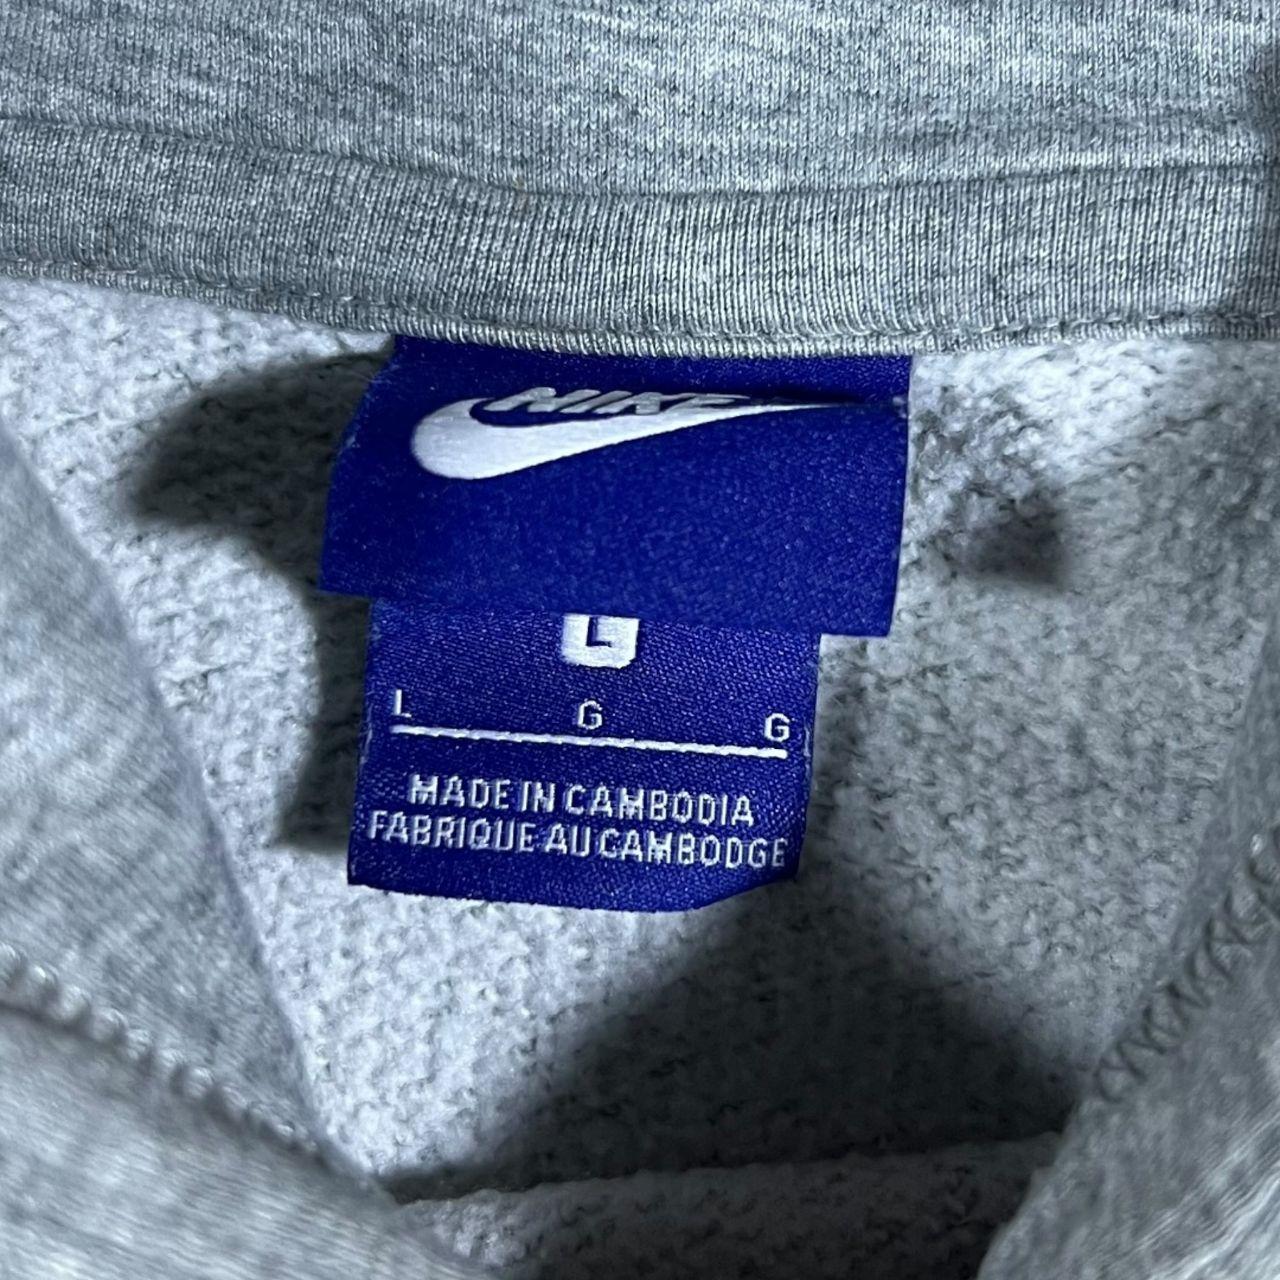 NIKE
L
L G G
MADE IN CAMBODIA
FABRIQUE AU CAMBODGE